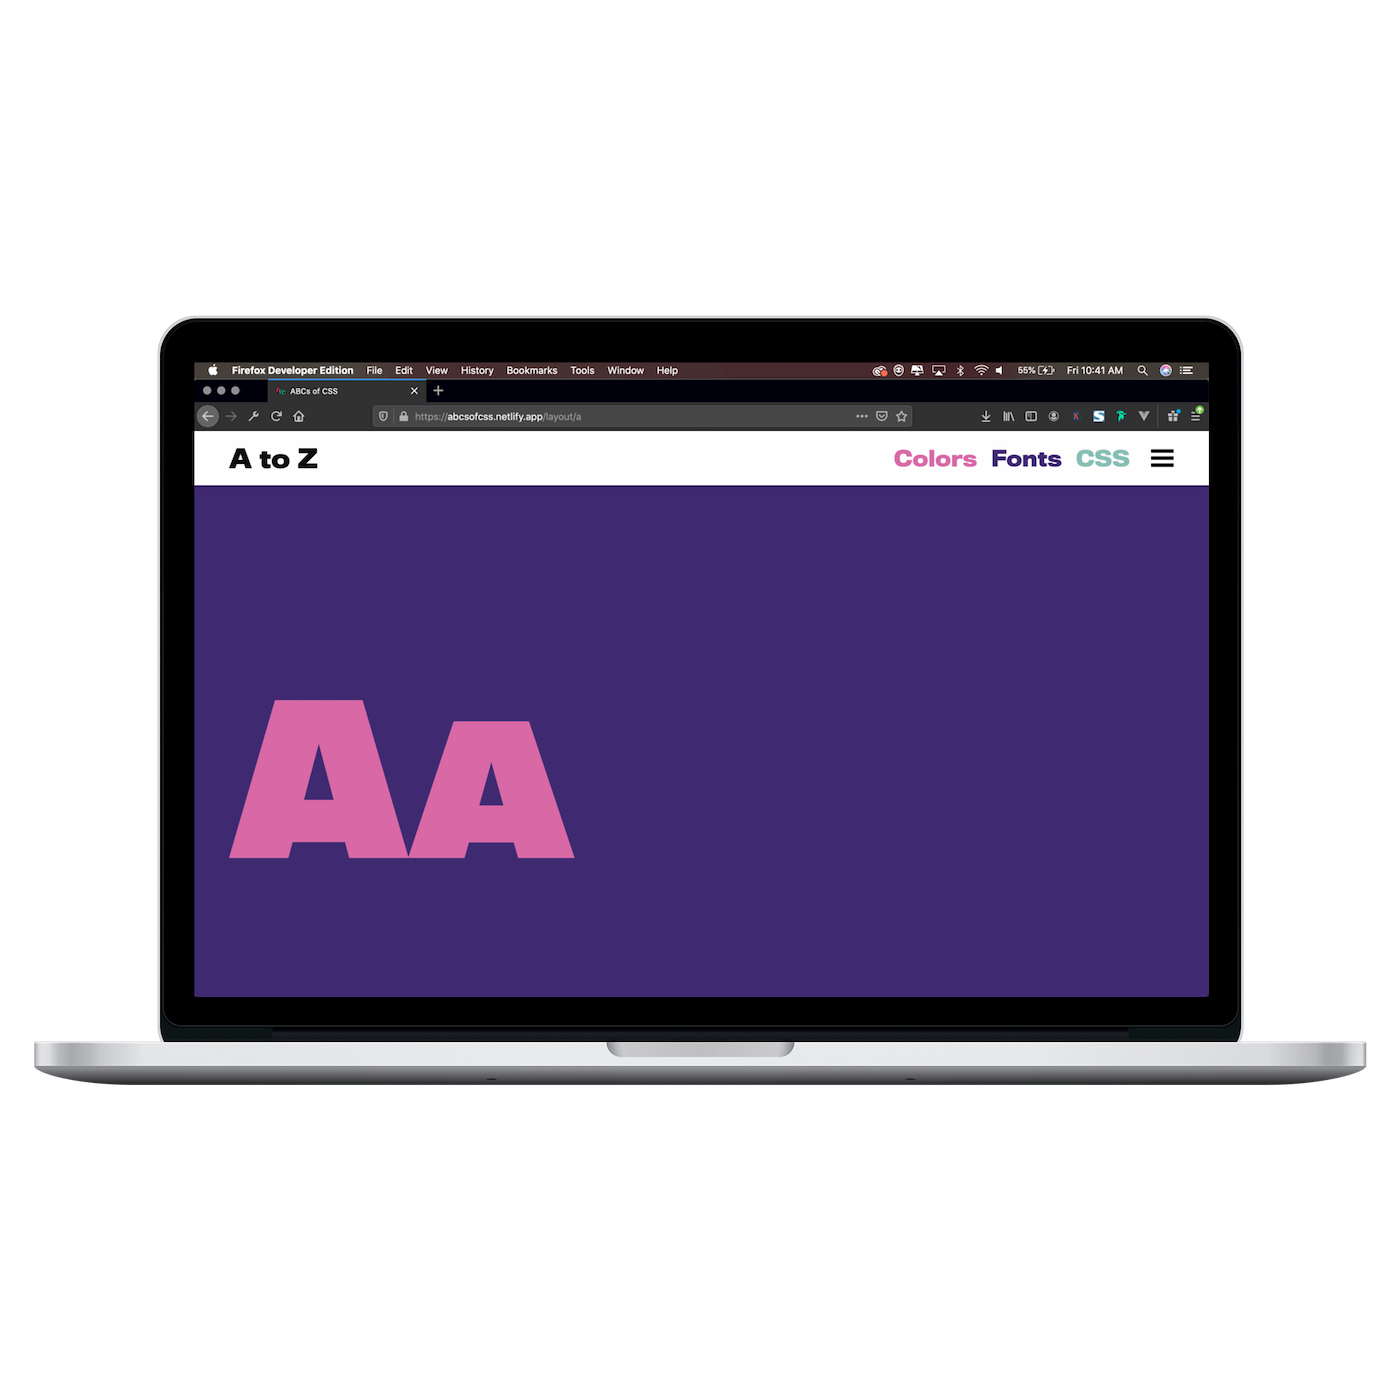 Firefox Developer Edition File Edit View History Bookmarks Tools Window Help 55% Fri 10:41 AM
ABCs of CSS
https://abcsofcss.netlify.app/layout/a
A to Z Colors Fonts CSS
AA